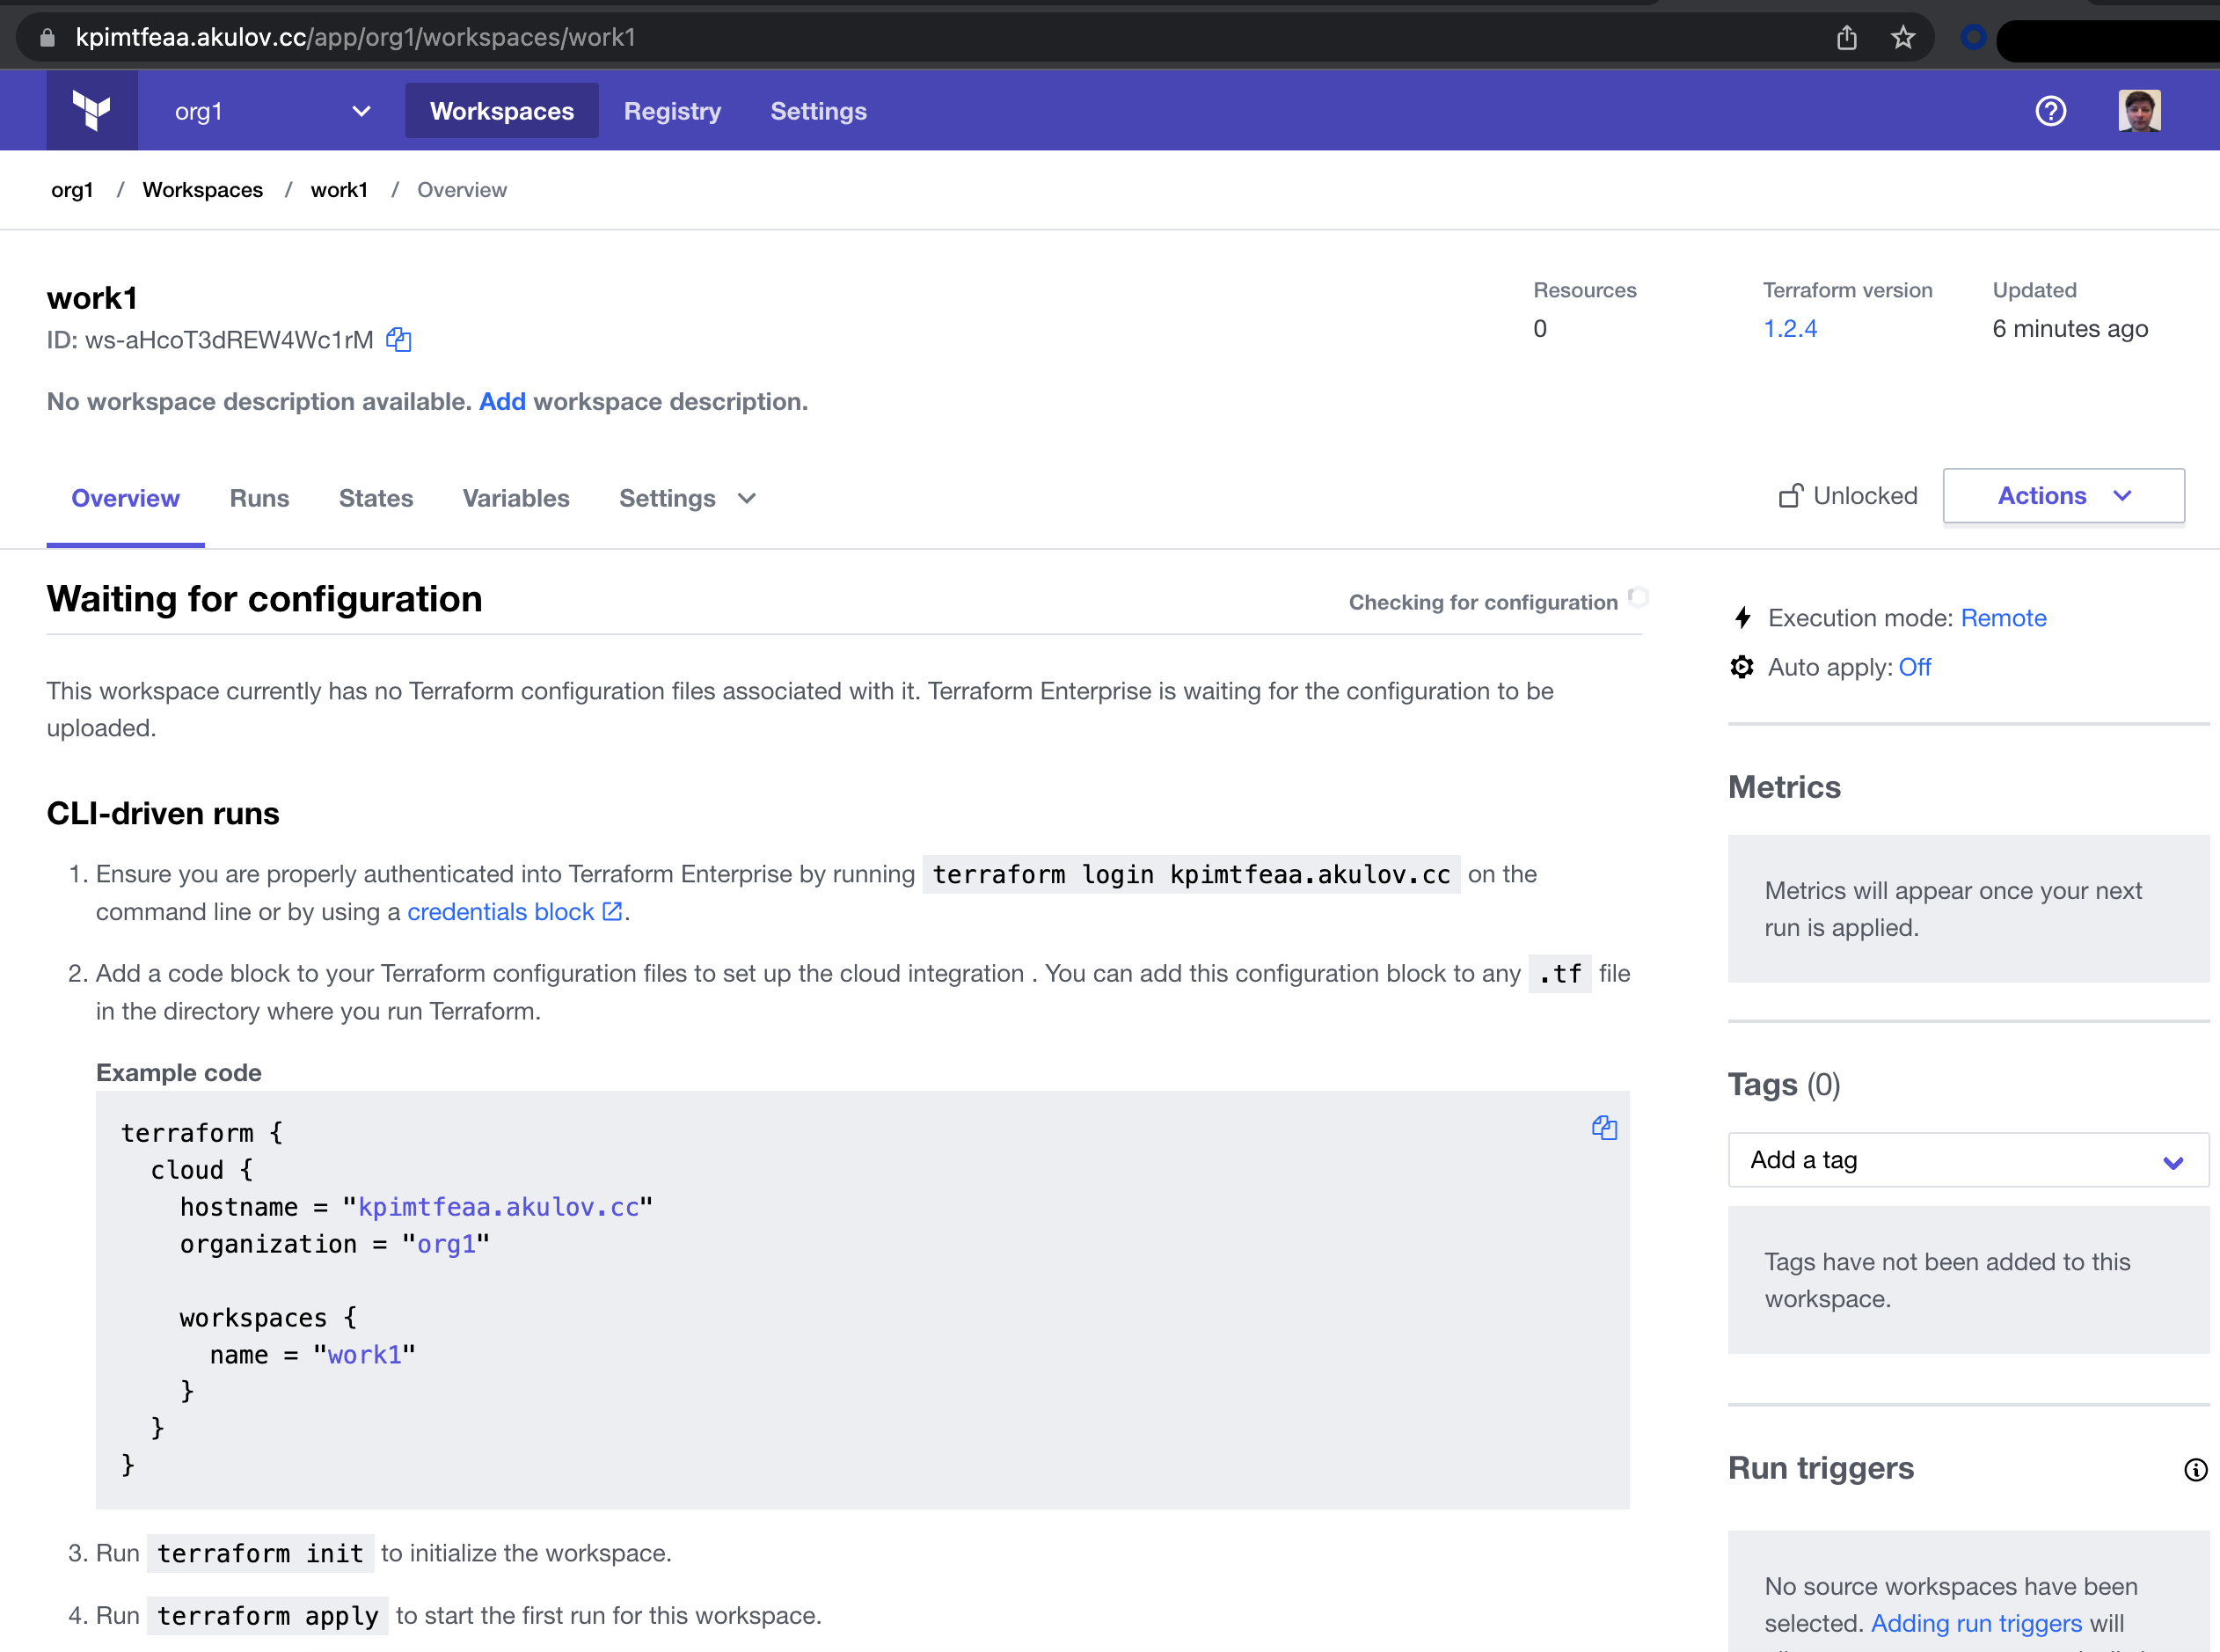 kpimtfeaa.akulov.cc/app/org1/workspaces/work1
org1 Workspaces Registry Settings
org1 / Workspaces / work1 / Overview
work1
ID: ws-aHcoT3dREW4Wc1rM
Resources
0
Terraform version
1.2.4
Updated
6 minutes ago
No workspace description available. Add workspace description.
Overview Runs States Variables Settings
Unlocked Actions
Waiting for configuration
Checking for configuration
This workspace currently has no Terraform configuration files associated with it. Terraform Enterprise is waiting for the configuration to be
uploaded.
CLI-driven runs
1. Ensure you are properly authenticated into Terraform Enterprise by running terraform login kpimtfeaa.akulov.cc on the
command line or by using a credentials block.
2. Add a code block to your Terraform configuration files to set up the cloud integration . You can add this configuration block to any .tf file
in the directory where you run Terraform.
Example code
terraform {
cloud {
hostname = "kpimtfeaa.akulov.cc"
organization = "org1"
workspaces {
name = "work1"
}
}
}
3. Run terraform init to initialize the workspace.
4. Run terraform apply to start the first run for this workspace.
Execution mode: Remote
Auto apply: Off
Metrics
Metrics will appear once your next
run is applied.
Tags (0)
Add a tag
Tags have not been added to this
workspace.
Run triggers
No source workspaces have been
selected. Adding run triggers will